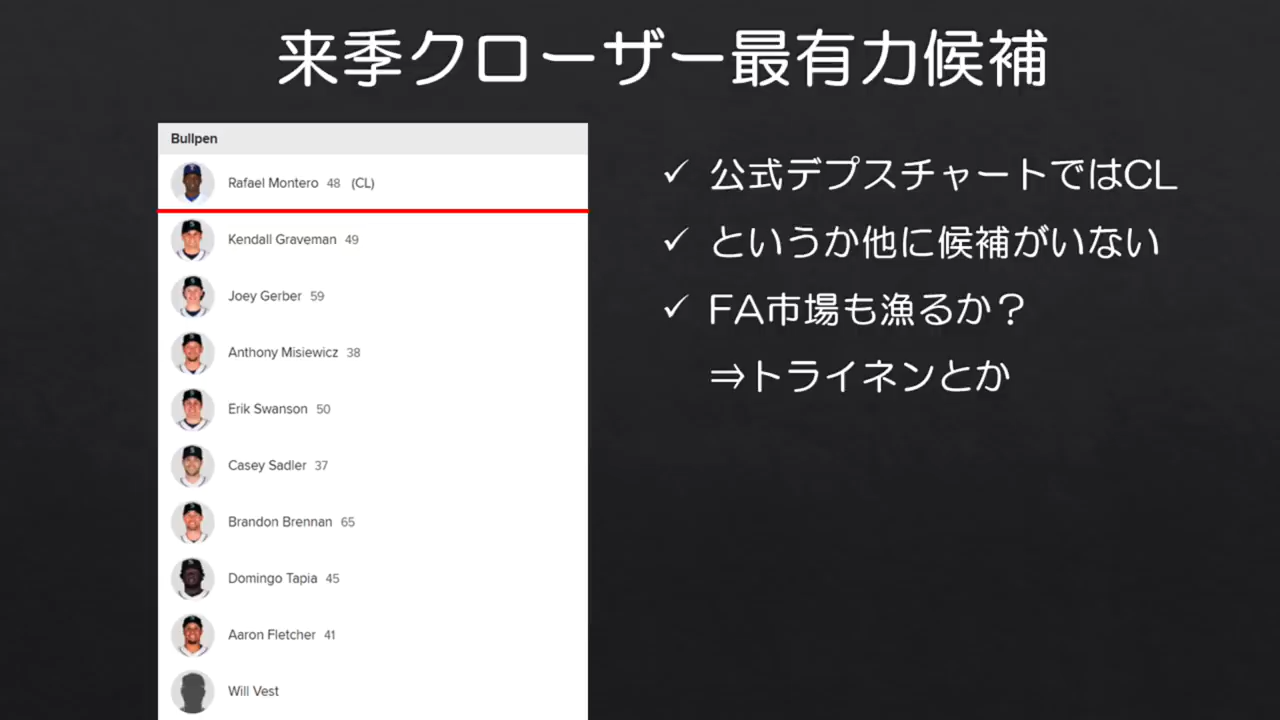 来季クローザー最有力候補
Bullpen
Rafael Montero 48 (CL)
Kendall Graveman 49
Joey Gerber 59
Anthony Misiewicz 38
Erik Swanson 50
Casey Sadler 37
Brandon Brennan 65
Domingo Tapia 45
Aaron Fletcher 41
Will Vest
✓ 公式デプスチャートではCL
✓ というか他に候補がいない
✓ FA市場も漁るか？
⇒トライネンとか